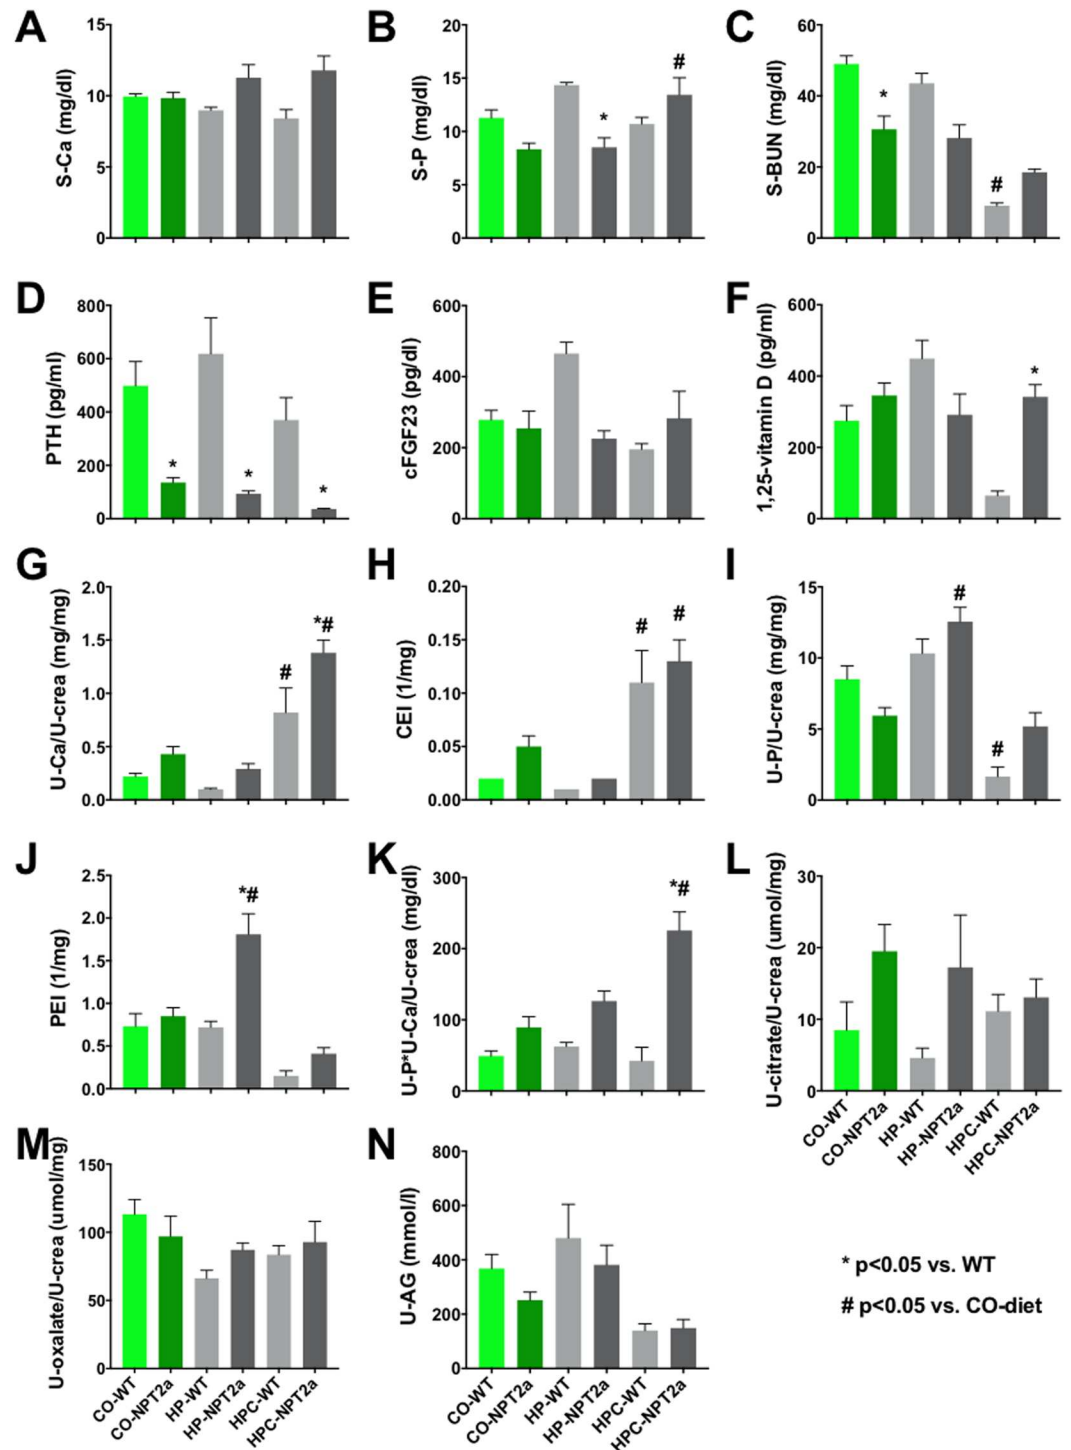 A
S-Ca (mg/dl)
15
10
5
0
B
S-P (mg/dl)
20
15
10
5
0
*
#
C
S-BUN (mg/dl)
60
40
20
0
*
#
D
PTH (pg/ml)
800
600
400
200
0
*
*
*
E
cFGF23 (pg/dl)
600
400
200
0
F
1,25-vitamin D (pg/ml)
600
400
200
0
*
G
U-Ca/U-crea (mg/mg)
2.0
1.5
1.0
0.5
0.0
#
*#
H
CEI (1/mg)
0.20
0.15
0.10
0.05
0.00
#
#
I
U-P/U-crea (mg/mg)
15
10
5
0
#
#
J
PEI (1/mg)
2.5
2.0
1.5
1.0
0.5
0.0
*#
K
U-P*U-Ca/U-crea (mg/dl)
300
200
100
0
*#
L
U-citrate/U-crea (umol/mg)
30
20
10
0
CO-WT
CO-NPT2a
HP-WT
HP-NPT2a
HPC-WT
HPC-NPT2a
M
U-oxalate/U-crea (umol/mg)
150
100
50
0
CO-WT
CO-NPT2a
HP-WT
HP-NPT2a
HPC-WT
HPC-NPT2a
N
U-AG (mmol/l)
800
600
400
200
0
CO-WT
CO-NPT2a
HP-WT
HP-NPT2a
HPC-WT
HPC-NPT2a
* p<0.05 vs. WT
# p<0.05 vs. CO-diet